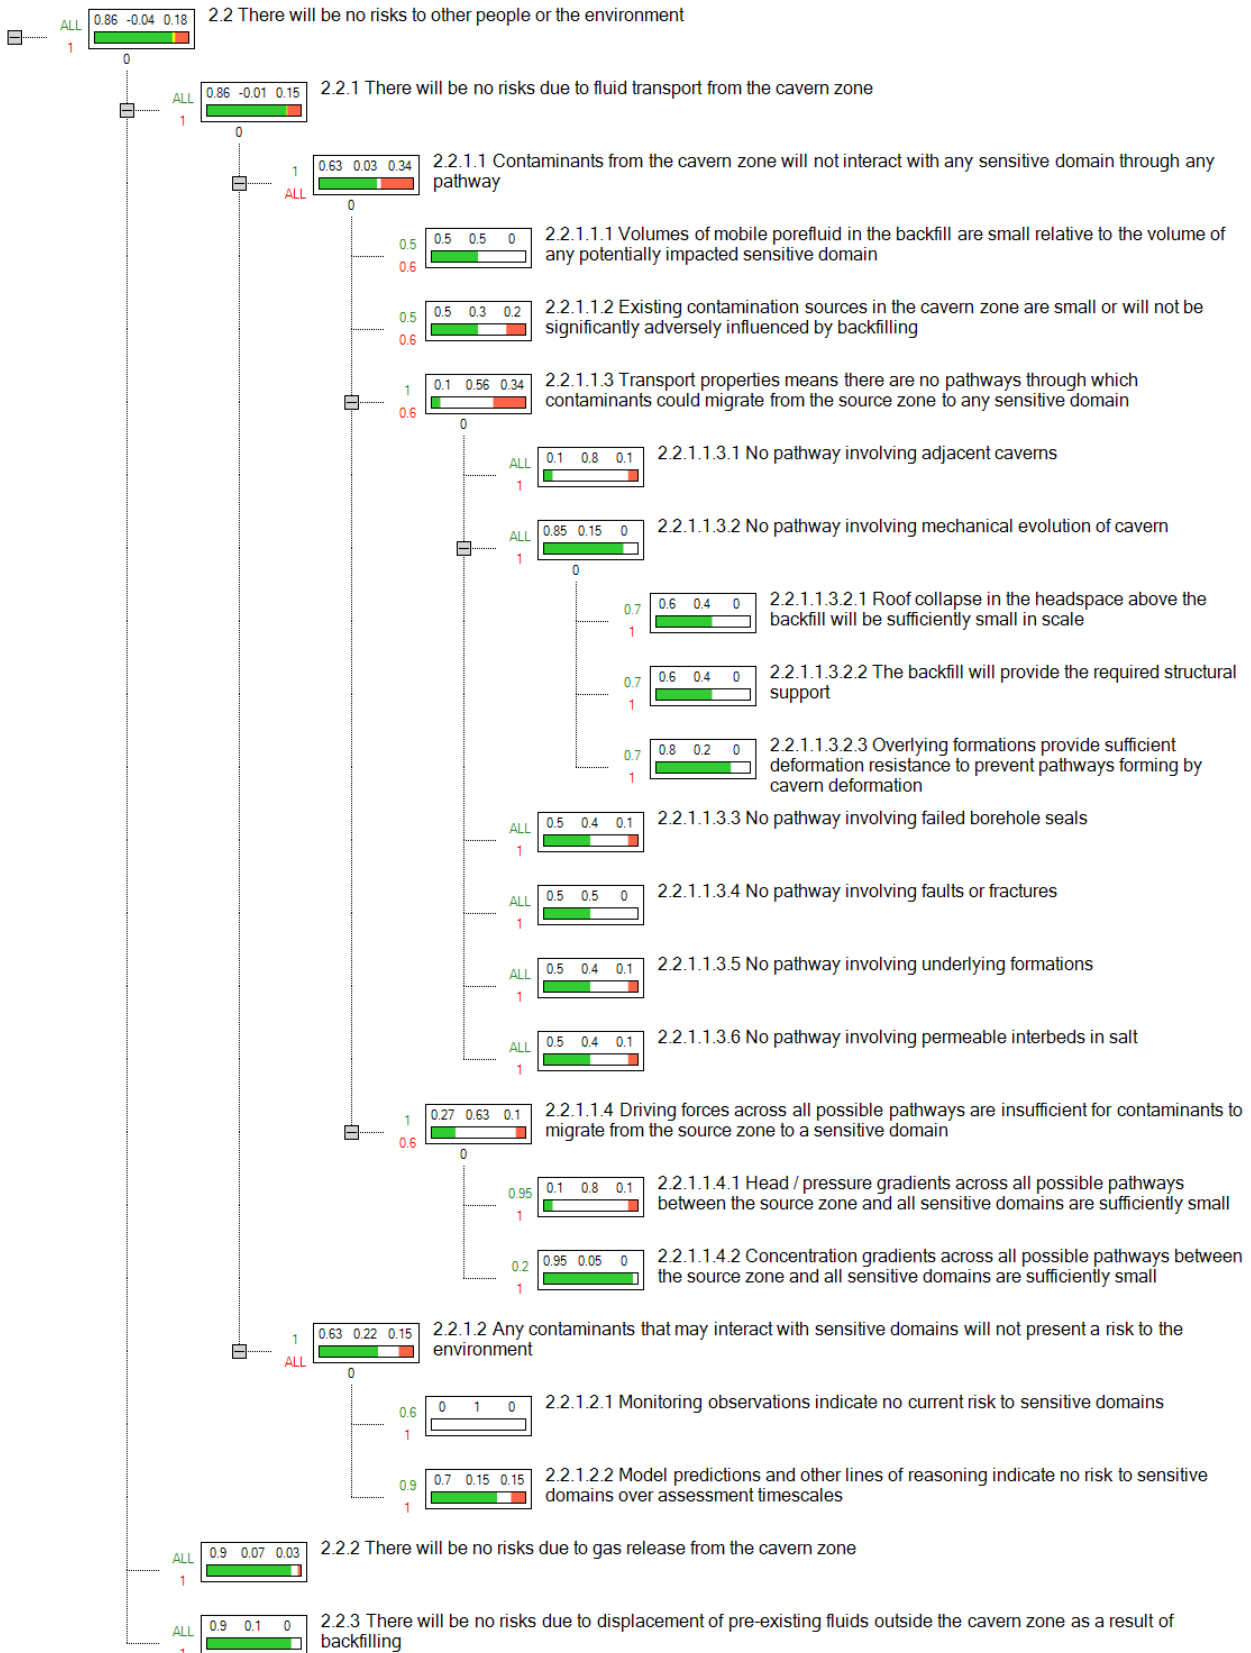 0.86 -0.04 0.18
2.2 There will be no risks to other people or the environment
ALL
1
0
0.86 -0.01 0.15
2.2.1 There will be no risks due to fluid transport from the cavern zone
ALL
1
0
0.63 0.03 0.34
2.2.1.1 Contaminants from the cavern zone will not interact with any sensitive domain through any
pathway
1
ALL
0
0.5 0.5 0
2.2.1.1.1 Volumes of mobile porefluid in the backfill are small relative to the volume of
any potentially impacted sensitive domain
0.5
0.6
0.5 0.3 0.2
2.2.1.1.2 Existing contamination sources in the cavern zone are small or will not be
significantly adversely influenced by backfilling
0.5
0.6
0.1 0.56 0.34
2.2.1.1.3 Transport properties means there are no pathways through which
contaminants could migrate from the source zone to any sensitive domain
1
0.6
0
0.1 0.8 0.1
2.2.1.1.3.1 No pathway involving adjacent caverns
ALL
1
0.85 0.15 0
2.2.1.1.3.2 No pathway involving mechanical evolution of cavern
ALL
1
0
0.6 0.4 0
2.2.1.1.3.2.1 Roof collapse in the headspace above the
backfill will be sufficiently small in scale
0.7
1
0.6 0.4 0
2.2.1.1.3.2.2 The backfill will provide the required structural
support
0.7
1
0.8 0.2 0
2.2.1.1.3.2.3 Overlying formations provide sufficient
deformation resistance to prevent pathways forming by
cavern deformation
0.7
1
0.5 0.4 0.1
2.2.1.1.3.3 No pathway involving failed borehole seals
ALL
1
0.5 0.5 0
2.2.1.1.3.4 No pathway involving faults or fractures
ALL
1
0.5 0.4 0.1
2.2.1.1.3.5 No pathway involving underlying formations
ALL
1
0.5 0.4 0.1
2.2.1.1.3.6 No pathway involving permeable interbeds in salt
ALL
1
0.27 0.63 0.1
2.2.1.1.4 Driving forces across all possible pathways are insufficient for contaminants to
migrate from the source zone to a sensitive domain
1
0.6
0
0.1 0.8 0.1
2.2.1.1.4.1 Head / pressure gradients across all possible pathways
between the source zone and all sensitive domains are sufficiently small
0.95
1
0.95 0.05 0
2.2.1.1.4.2 Concentration gradients across all possible pathways between
the source zone and all sensitive domains are sufficiently small
0.2
1
0.63 0.22 0.15
2.2.1.2 Any contaminants that may interact with sensitive domains will not present a risk to the
environment
1
ALL
0
0 1 0
2.2.1.2.1 Monitoring observations indicate no current risk to sensitive domains
0.6
1
0.7 0.15 0.15
2.2.1.2.2 Model predictions and other lines of reasoning indicate no risk to sensitive
domains over assessment timescales
0.9
1
0.9 0.07 0.03
2.2.2 There will be no risks due to gas release from the cavern zone
ALL
1
0.9 0.1 0
2.2.3 There will be no risks due to displacement of pre-existing fluids outside the cavern zone as a result of
backfilling
ALL
1